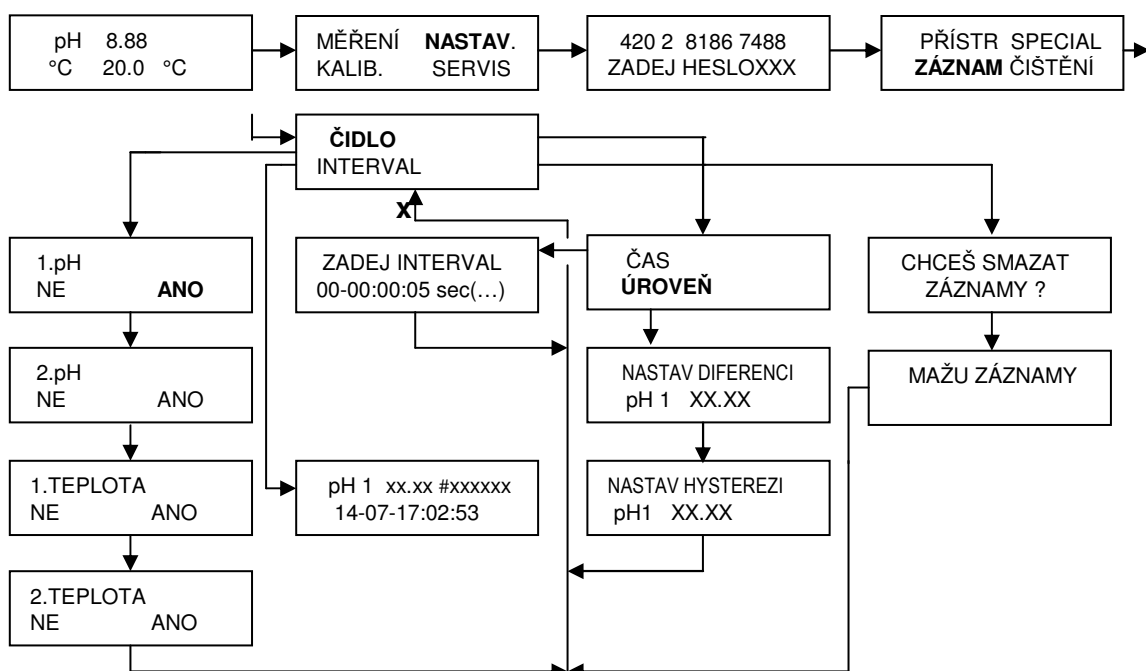 pH 8.88
°C 20.0 °C
MĚŘENÍ NASTAV.
KALIB. SERVIS
420 2 8186 7488
ZADEJ HESLOXXX
PŘÍSTR SPECIAL
ZÁZNAM ČIŠTĚNÍ
ČIDLO
INTERVAL
X
1.pH
NE ANO
ZADEJ INTERVAL
00-00:00:05 sec(...)
ČAS
ÚROVEŇ
CHCEŠ SMAZAT
ZÁZNAMY ?
2.pH
NE ANO
NASTAV DIFERENCI
pH 1 XX.XX
MAŽU ZÁZNAMY
1.TEPLOTA
NE ANO
pH 1 xx.xx #xxxxxx
14-07-17:02:53
NASTAV HYSTEREZI
pH1 XX.XX
2.TEPLOTA
NE ANO